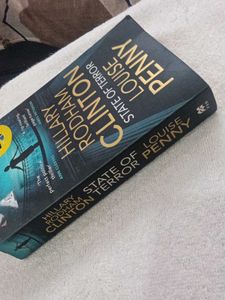 HILLARY
RODHAM
CLINTON
STATE OF TERROR
LOUISE
PENNY
HILLARY
RODHAM
CLINTON
STATE OF
TERROR
LOUISE
PENNY